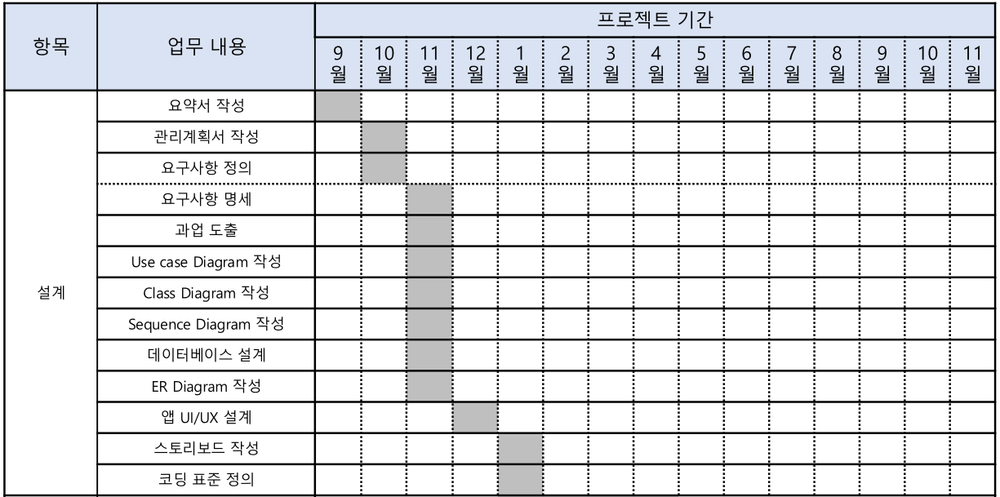 항목
업무 내용
프로젝트 기간
9월 10월 11월 12월 1월 2월 3월 4월 5월 6월 7월 8월 9월 10월 11월
설계
요약서 작성
관리계획서 작성
요구사항 정의
요구사항 명세
과업 도출
Use case Diagram 작성
Class Diagram 작성
Sequence Diagram 작성
데이터베이스 설계
ER Diagram 작성
앱 UI/UX 설계
스토리보드 작성
코딩 표준 정의